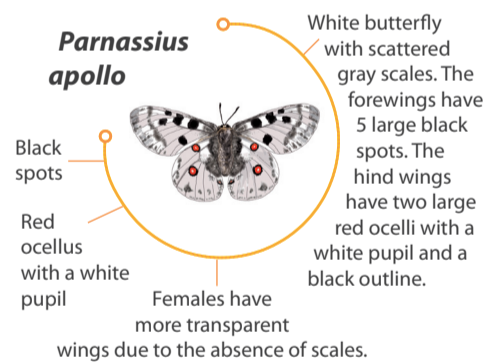 Parnassius
apollo
White butterfly
with scattered
gray scales. The
forewings have
5 large black
spots. The
hind wings
have two large
red ocelli with a
white pupil and a
black outline.
Black
spots
Red
ocellus
with a white
pupil
Females have
more transparent
wings due to the absence of scales.